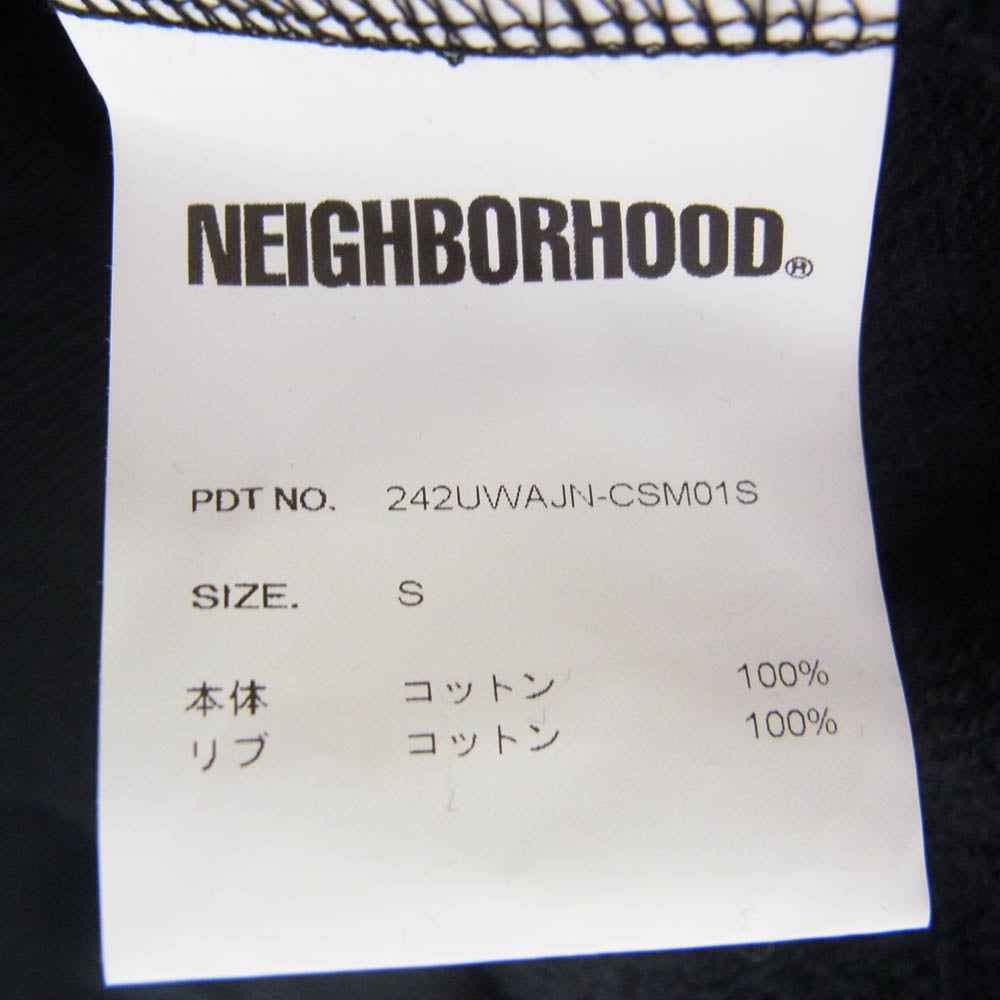 NEIGHBORHOOD®
PDT NO. 242UWAJN-CSM01S
SIZE. S
本体 コットン 100%
リブ コットン 100%